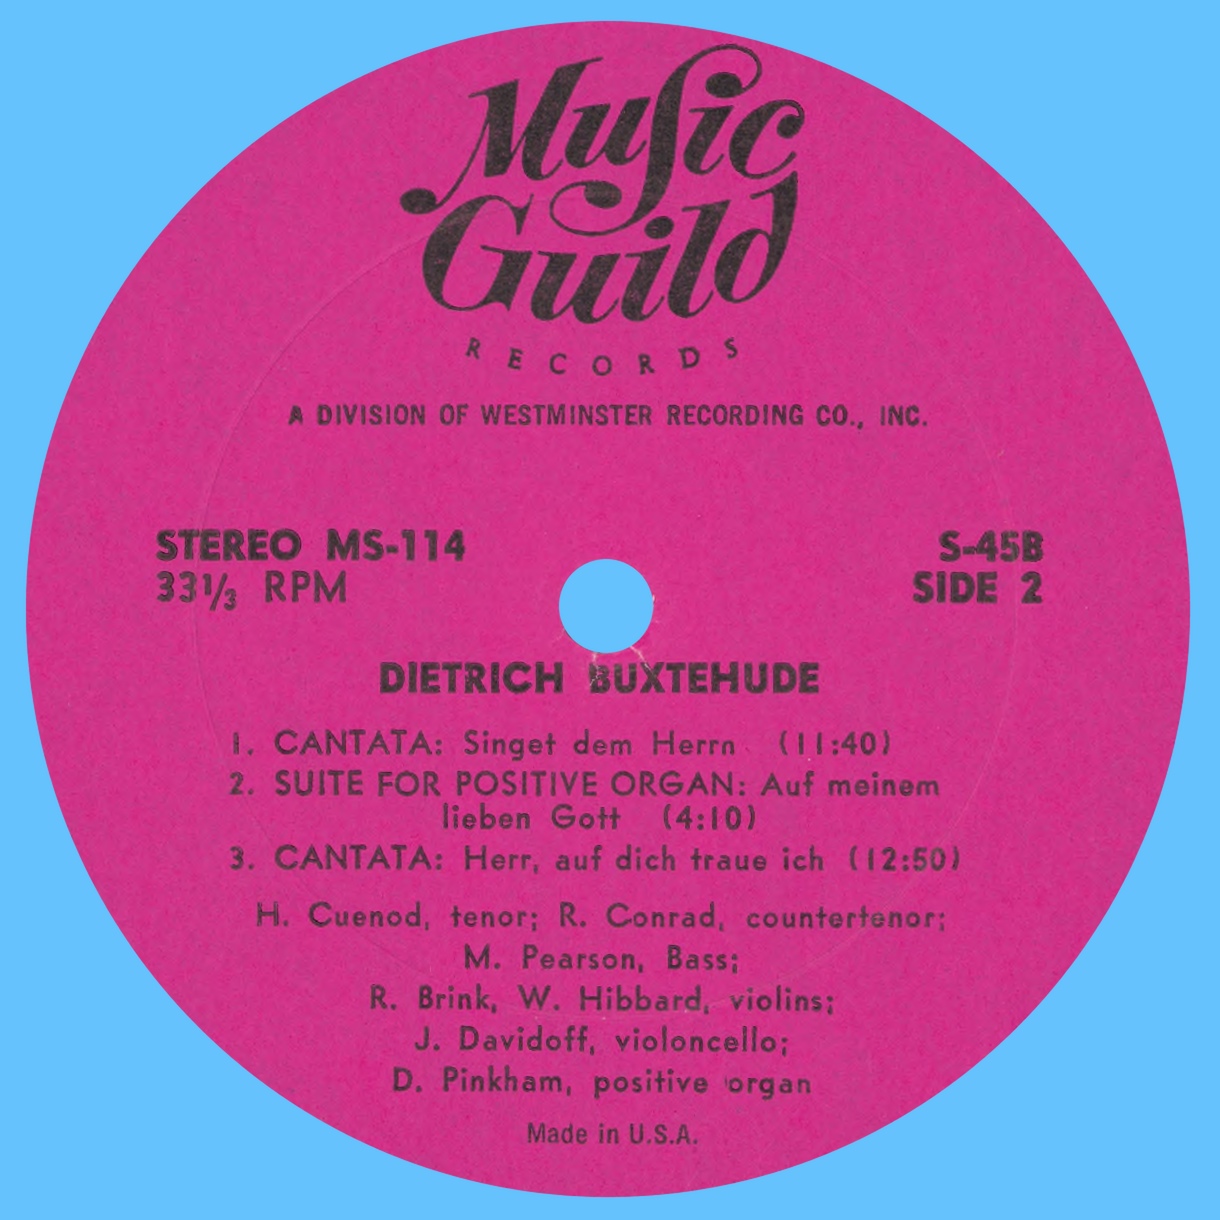 Music
Guild
RECORDS
A DIVISION OF WESTMINSTER RECORDING CO., INC.
STEREO MS-114
33 1/3 RPM
S-45B
SIDE 2
DIETRICH BUXTEHUDE
1. CANTATA: Singet dem Herrn (11:40)
2. SUITE FOR POSITIVE ORGAN: Auf meinem
lieben Gott (4:10)
3. CANTATA: Herr, auf dich traue ich (12:50)
H. Cuenod, tenor; R. Conrad, countertenor;
M. Pearson, Bass;
R. Brink, W. Hibbard, violins;
J. Davidoff, violoncello;
D. Pinkham, positive organ
Made in U.S.A.